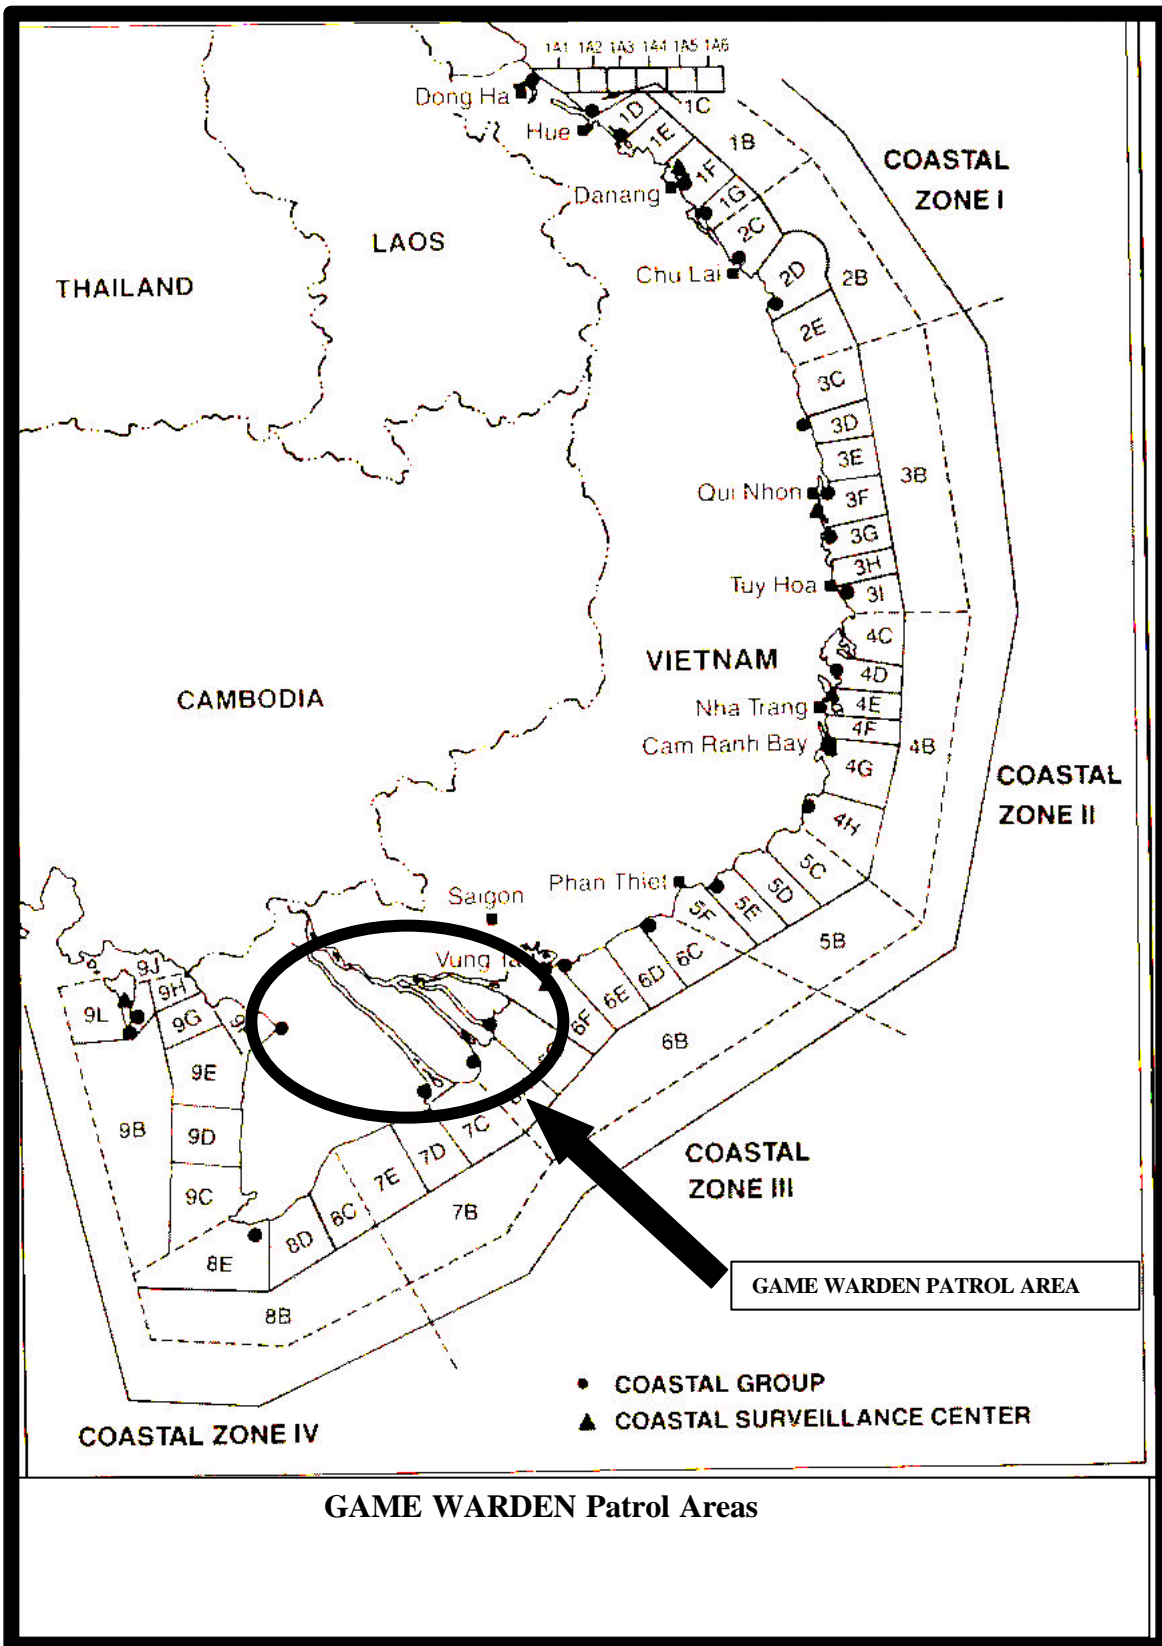 1A1 1A2 1A3 1A4 1A5 1A6
Dong Ha
1C
1D
Hue
1E
1B
COASTAL
ZONE I
1F
Danang
1G
2C
LAOS
Chu Lai
2D
2B
THAILAND
2E
3C
3D
3E
3B
Qui Nhon
3F
3G
3H
Tuy Hoa
3I
4C
VIETNAM
4D
CAMBODIA
Nha Trang
4E
4F
Cam Ranh Bay
4B
4G
COASTAL
ZONE II
4H
5C
Phan Thiet
5D
Saigon
5E
5F
5B
Vung
6C
9J
6D
9H
6E
9L
9G
6F
6B
9E
9B
9D
7C
COASTAL
ZONE III
7D
7E
9C
7B
8D
8E
8B
GAME WARDEN PATROL AREA
COASTAL GROUP
COASTAL SURVEILLANCE CENTER
COASTAL ZONE IV
GAME WARDEN Patrol Areas